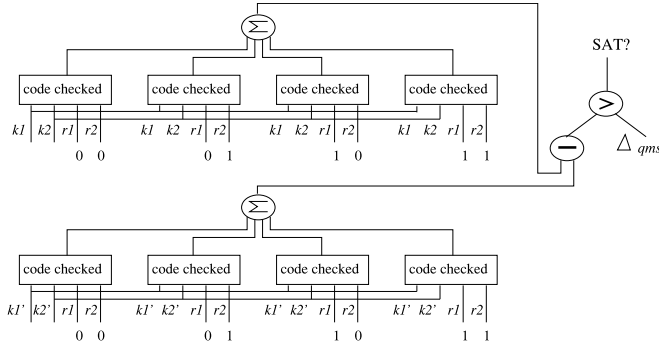 Σ
SAT?
code checked code checked code checked code checked
>
k1 k2 r1 r2 k1 k2 r1 r2 k1 k2 r1 r2 k1 k2 r1 r2
− Δ qms
0 0 0 1 1 0 1 1
Σ
code checked code checked code checked code checked
k1' k2' r1 r2 k1' k2' r1 r2 k1' k2' r1 r2 k1' k2' r1 r2
0 0 0 1 1 0 1 1